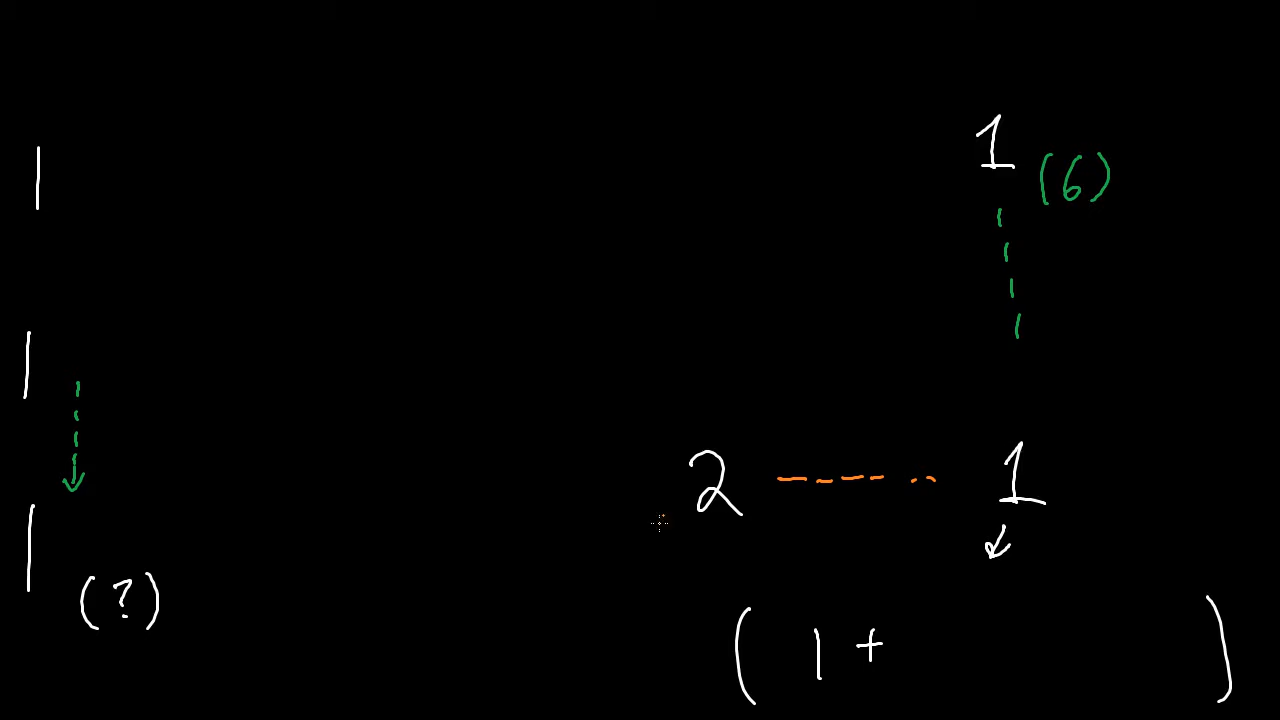 1 (6)
|
|
2 ----- .. 1
|
(?)
( 1 + )